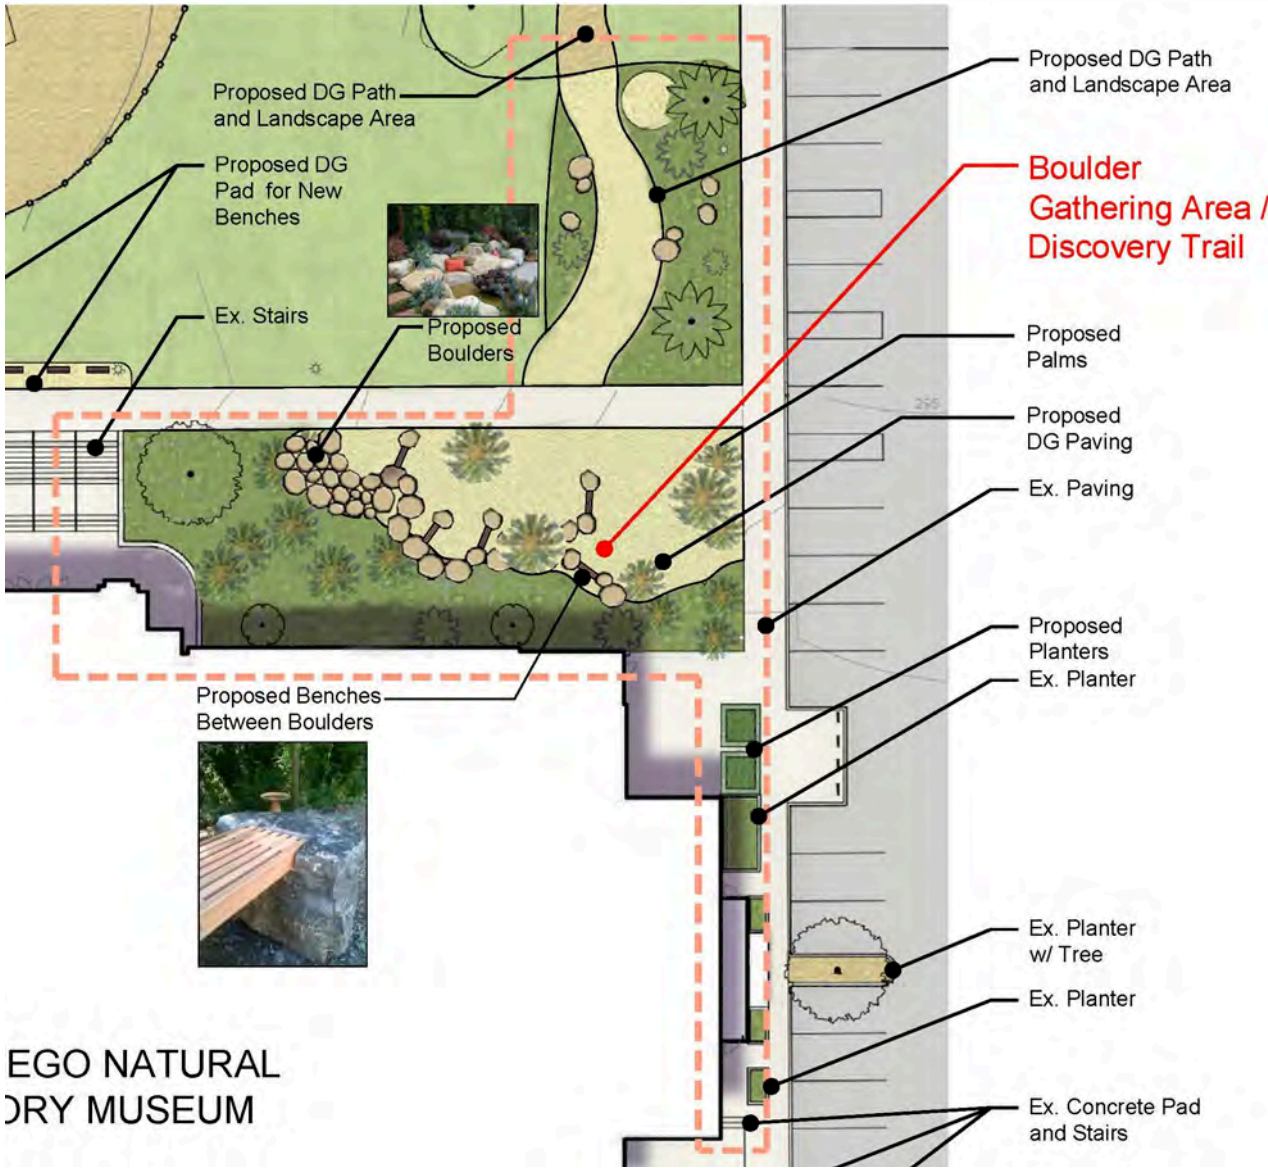 Proposed DG Path
and Landscape Area
Proposed DG
Pad for New
Benches
Ex. Stairs
Proposed
Boulders
Proposed DG Path
and Landscape Area
Boulder
Gathering Area /
Discovery Trail
Proposed
Palms
Proposed
DG Paving
295
Ex. Paving
Proposed
Planters
Ex. Planter
Proposed Benches
Between Boulders
Ex. Planter
w/ Tree
Ex. Planter
EGO NATURAL
ORY MUSEUM
Ex. Concrete Pad
and Stairs